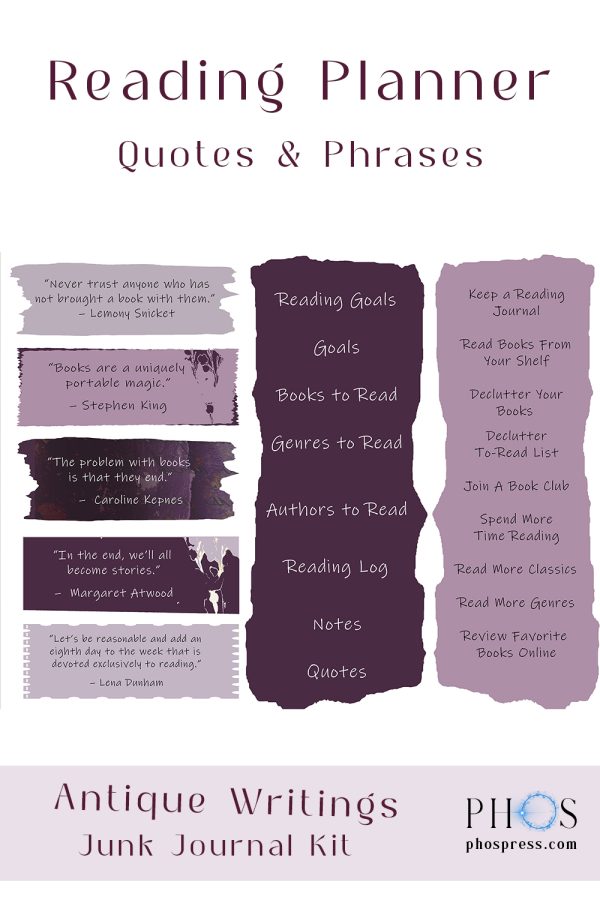 Reading Planner
Quotes & Phrases
“Never trust anyone who has
not brought a book with them.”
– Lemony Snicket
“Books are a uniquely
portable magic.”
– Stephen King
“The problem with books
is that they end.”
– Caroline Kepnes
“In the end, we’ll all
become stories.”
– Margaret Atwood
“Let’s be reasonable and add an
eighth day to the week that is
devoted exclusively to reading.”
– Lena Dunham
Reading Goals
Goals
Books to Read
Genres to Read
Authors to Read
Reading Log
Notes
Quotes
Keep a Reading
Journal
Read Books From
Your Shelf
Declutter Your
Books
Declutter
To-Read List
Join A Book Club
Spend More
Time Reading
Read More Classics
Read More Genres
Review Favorite
Books Online
Antique Writings
Junk Journal Kit
PHOS
phospress.com